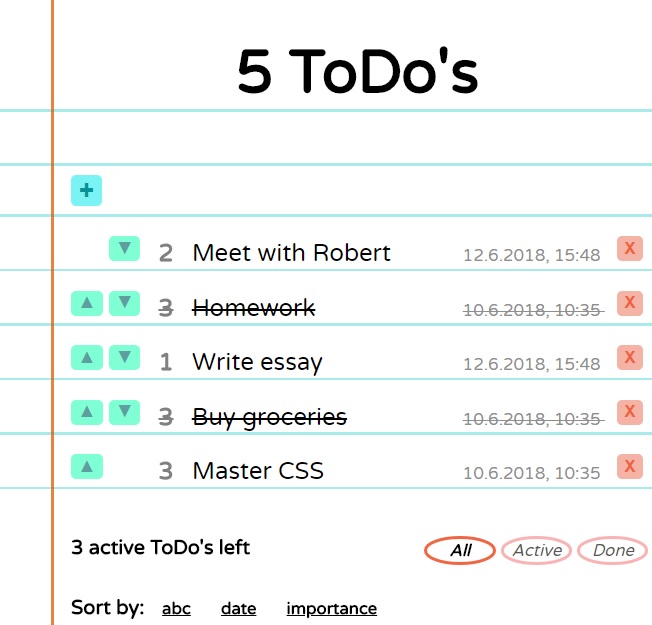 5 ToDo's
+
▼ 2 Meet with Robert 12.6.2018, 15:48 X
▲ ▼ 3 Homework 10.6.2018, 10:35 X
▲ ▼ 1 Write essay 12.6.2018, 15:48 X
▲ ▼ 3 Buy groceries 10.6.2018, 10:35 X
▲ 3 Master CSS 10.6.2018, 10:35 X
3 active ToDo's left All Active Done
Sort by: abc date importance